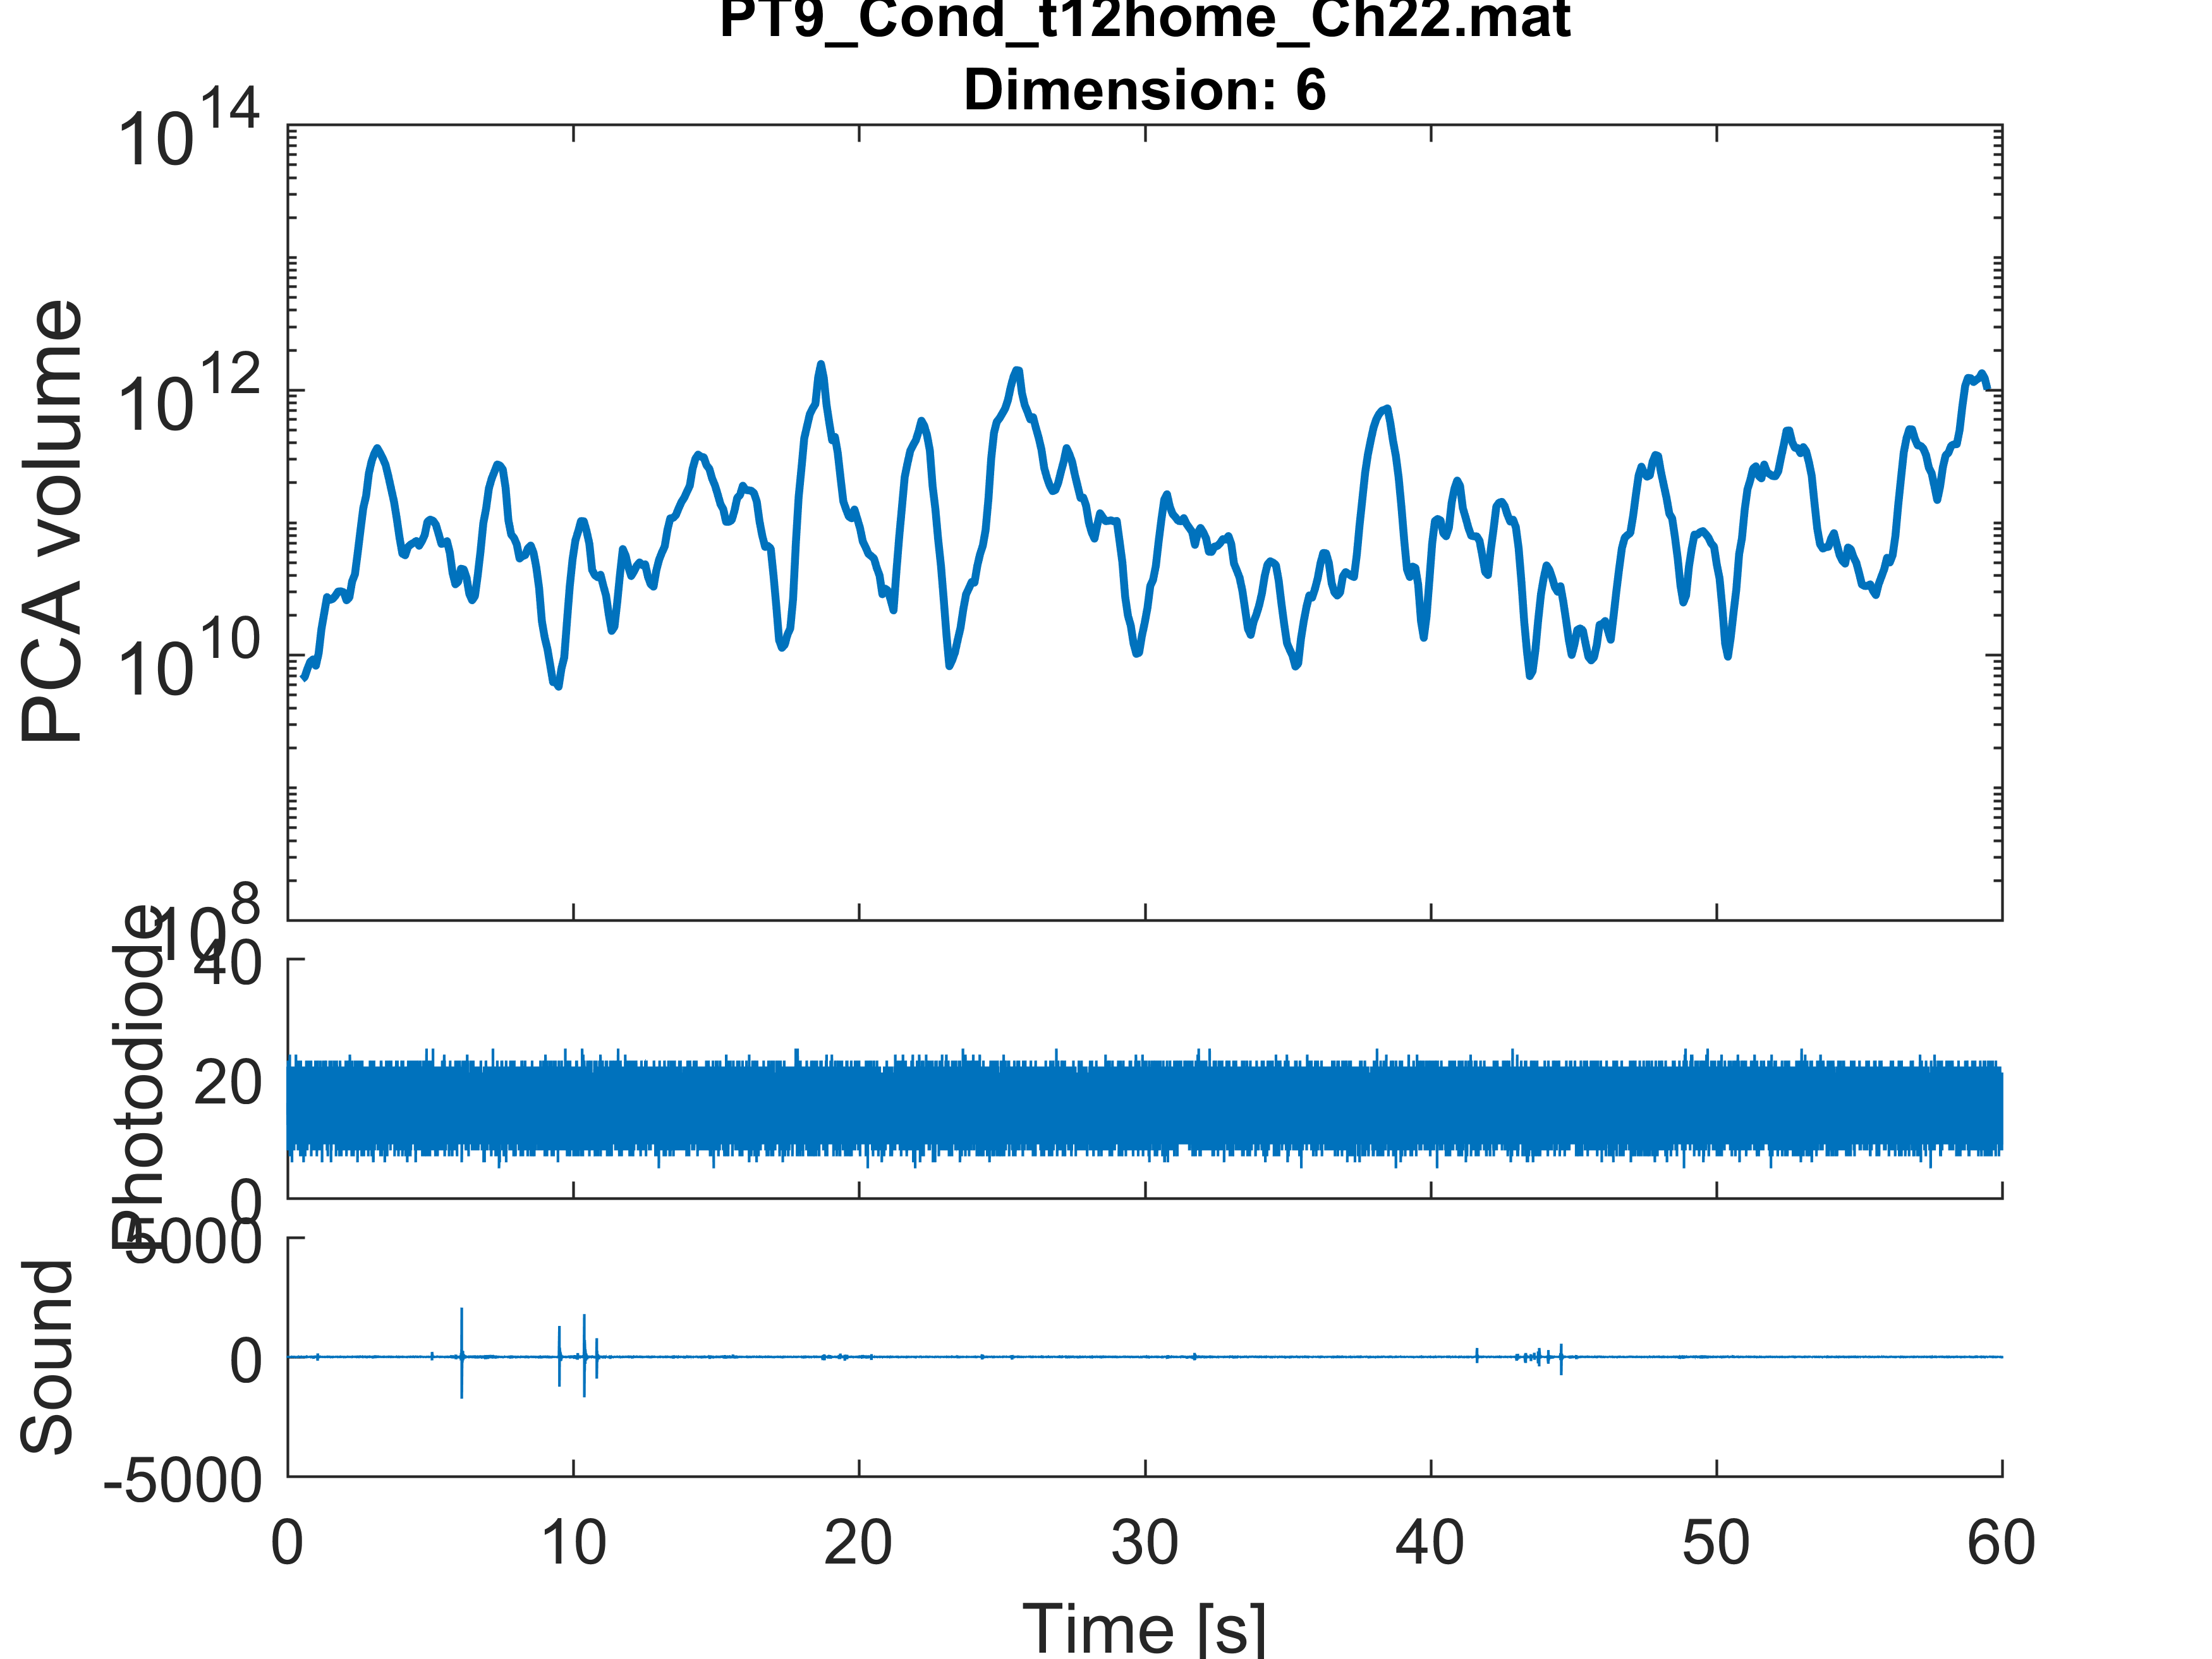 PT9_Cond_t12home_Ch22.mat
Dimension: 6
PCA volume
10^14
10^12
10^10
10^8
Photodiode
40
20
0
Sound
5000
0
-5000
0 10 20 30 40 50 60
Time [s]